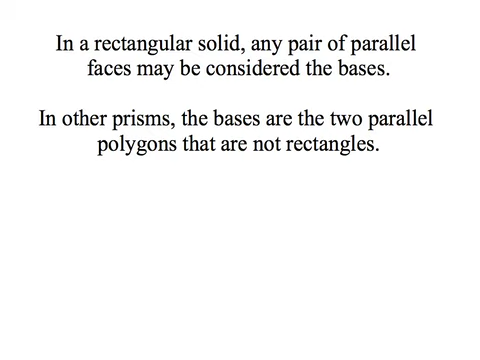 In a rectangular solid, any pair of parallel
faces may be considered the bases.
In other prisms, the bases are the two parallel
polygons that are not rectangles.